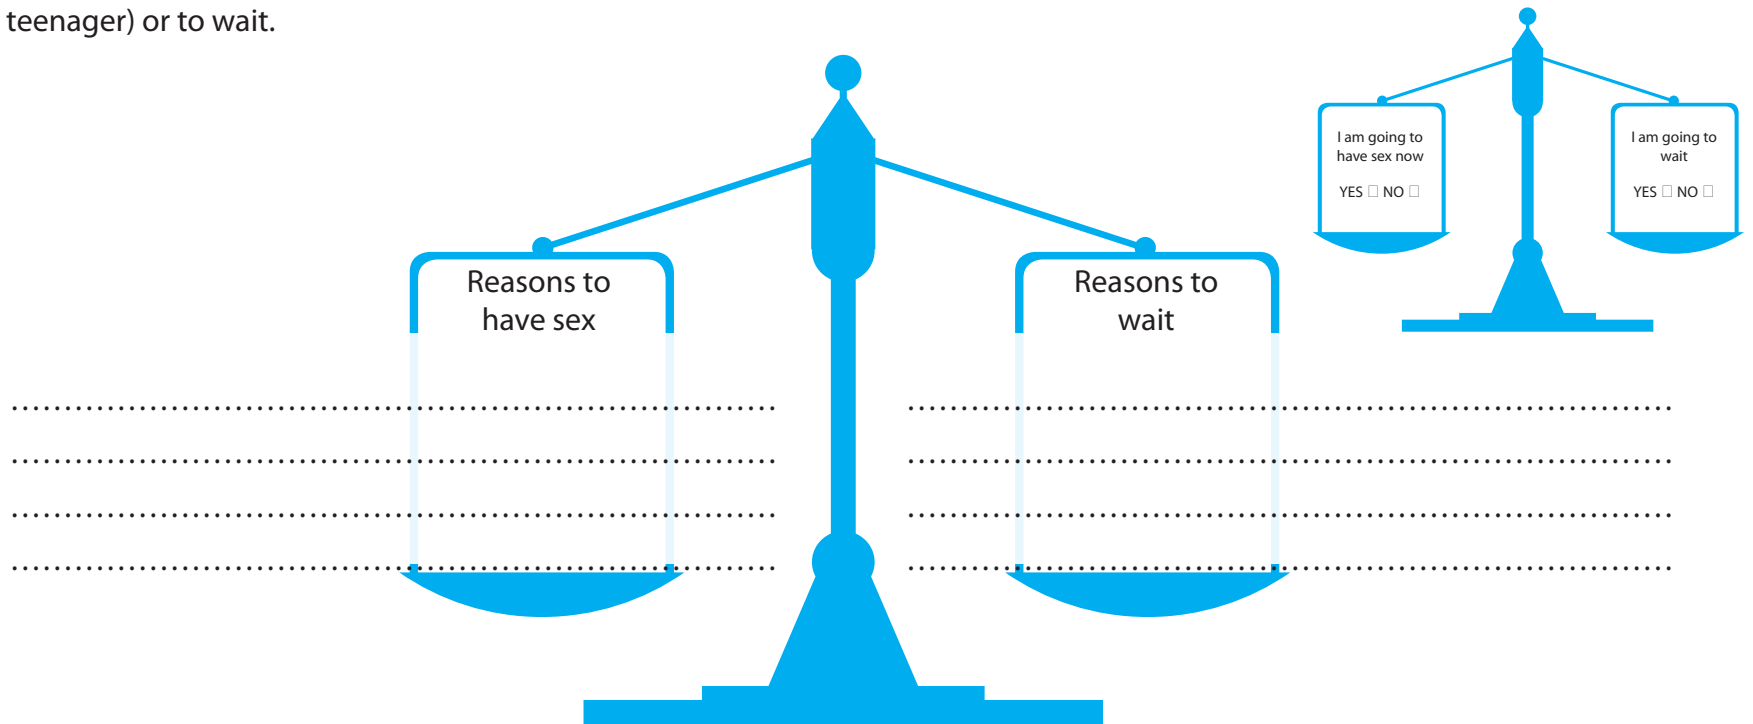 teenager) or to wait.
I am going to
have sex now
YES □ NO □
I am going to
wait
YES □ NO □
Reasons to
have sex
Reasons to
wait
................................................................................
................................................................................
................................................................................
................................................................................
................................................................................
................................................................................
................................................................................
................................................................................